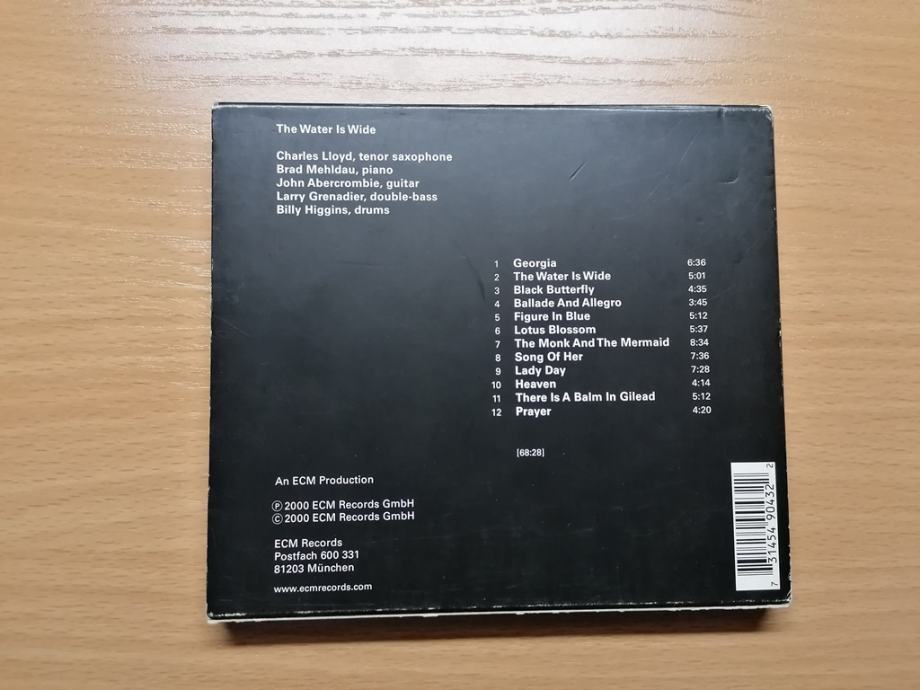 The Water Is Wide
Charles Lloyd, tenor saxophone
Brad Mehldau, piano
John Abercrombie, guitar
Larry Grenadier, double-bass
Billy Higgins, drums
1 Georgia 6:36
2 The Water Is Wide 5:01
3 Black Butterfly 4:35
4 Ballade And Allegro 3:45
5 Figure In Blue 5:12
6 Lotus Blossom 5:37
7 The Monk And The Mermaid 8:34
8 Song Of Her 7:36
9 Lady Day 7:28
10 Heaven 4:14
11 There Is A Balm In Gilead 5:12
12 Prayer 4:20
[68:28]
An ECM Production
℗ 2000 ECM Records GmbH
© 2000 ECM Records GmbH
ECM Records
Postfach 600 331
81203 München
www.ecmrecords.com
7 31454 90432 2